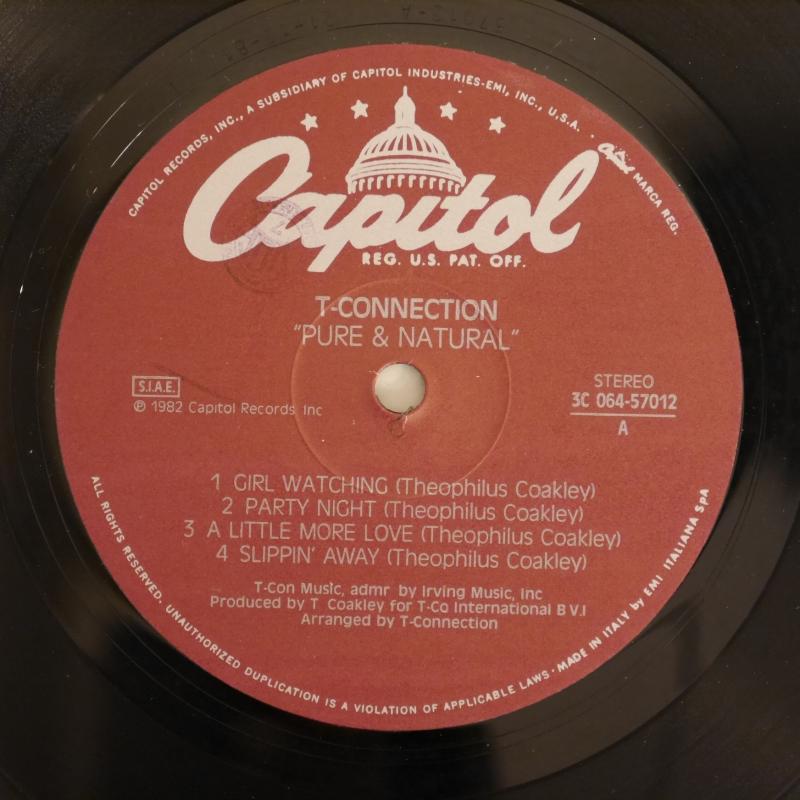 CAPITOL RECORDS, INC., A SUBSIDIARY OF CAPITOL INDUSTRIES-EMI, INC., U.S.A. · Capitol MARCA REG.
Capitol
REG. U.S. PAT. OFF.
T-CONNECTION
"PURE & NATURAL"
S.I.A.E.
℗ 1982 Capitol Records, Inc
STEREO
3C 064-57012
A
1 GIRL WATCHING (Theophilus Coakley)
2 PARTY NIGHT (Theophilus Coakley)
3 A LITTLE MORE LOVE (Theophilus Coakley)
4 SLIPPIN' AWAY (Theophilus Coakley)
T-Con Music, admr by Irving Music, Inc
Produced by T Coakley for T-Co International B V.I
Arranged by T-Connection
ALL RIGHTS RESERVED. UNAUTHORIZED DUPLICATION IS A VIOLATION OF APPLICABLE LAWS · MADE IN ITALY by EMI ITALIANA SPA